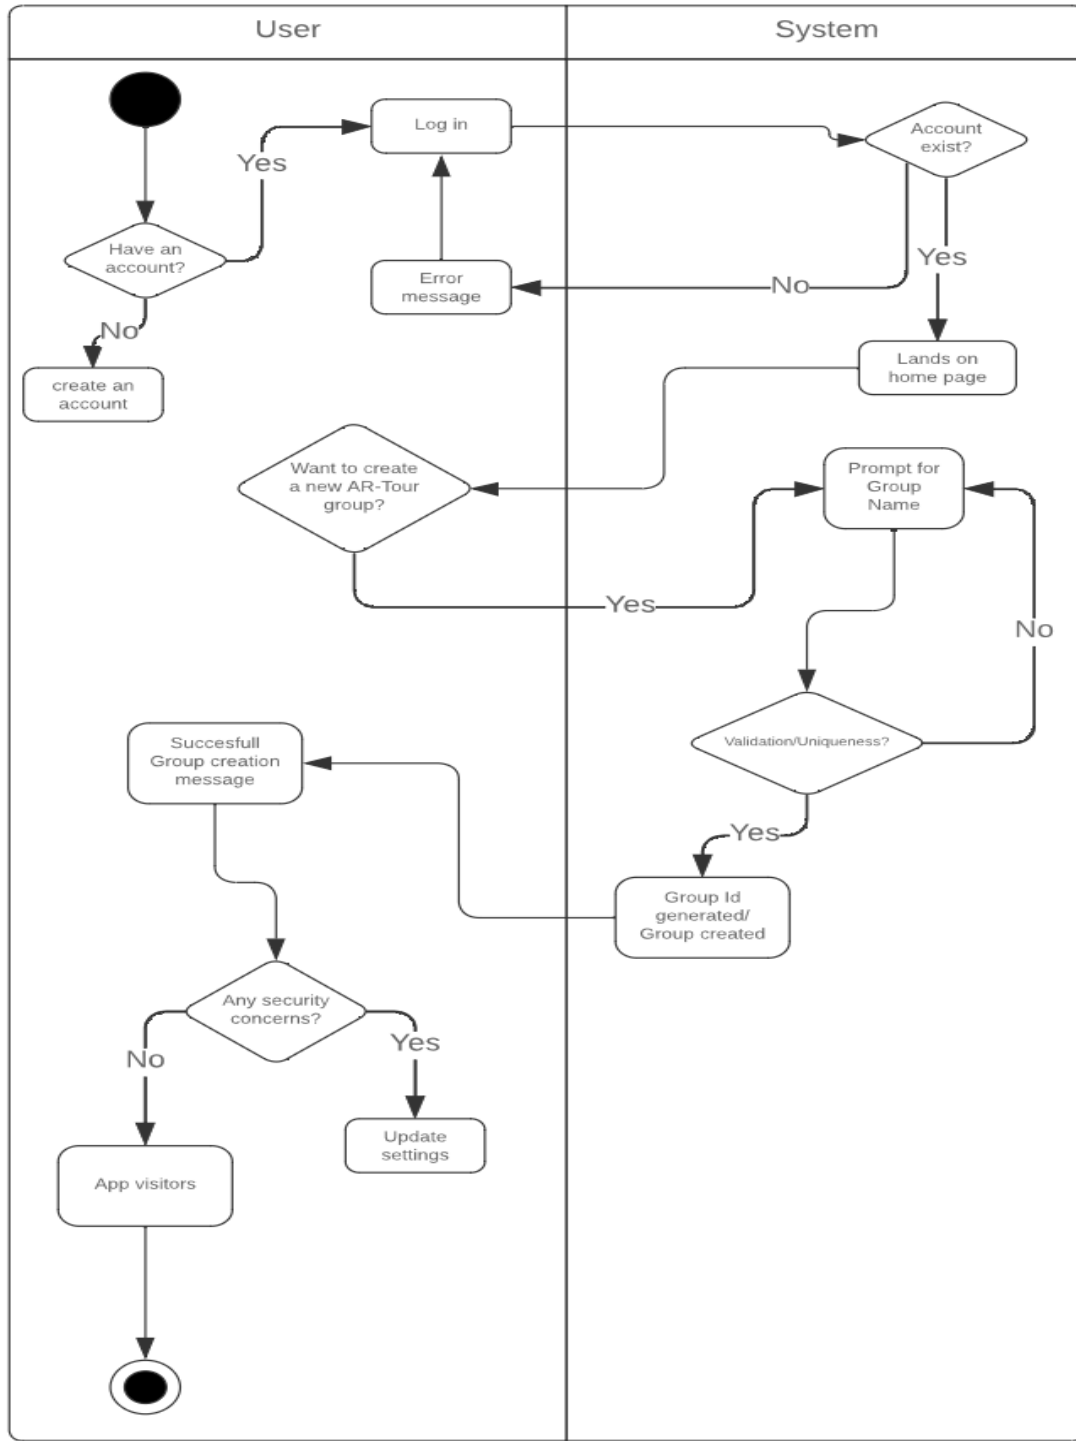 User
System
Log in
Account
exist?
Yes
Have an
account?
Error
message
No
Yes
No
create an
account
Lands on
home page
Want to create
a new AR-Tour
group?
Prompt for
Group
Name
Yes
No
Validation/Uniqueness?
Succesfull
Group creation
message
Yes
Group Id
generated/
Group created
Any security
concerns?
No
Yes
Update
settings
App visitors